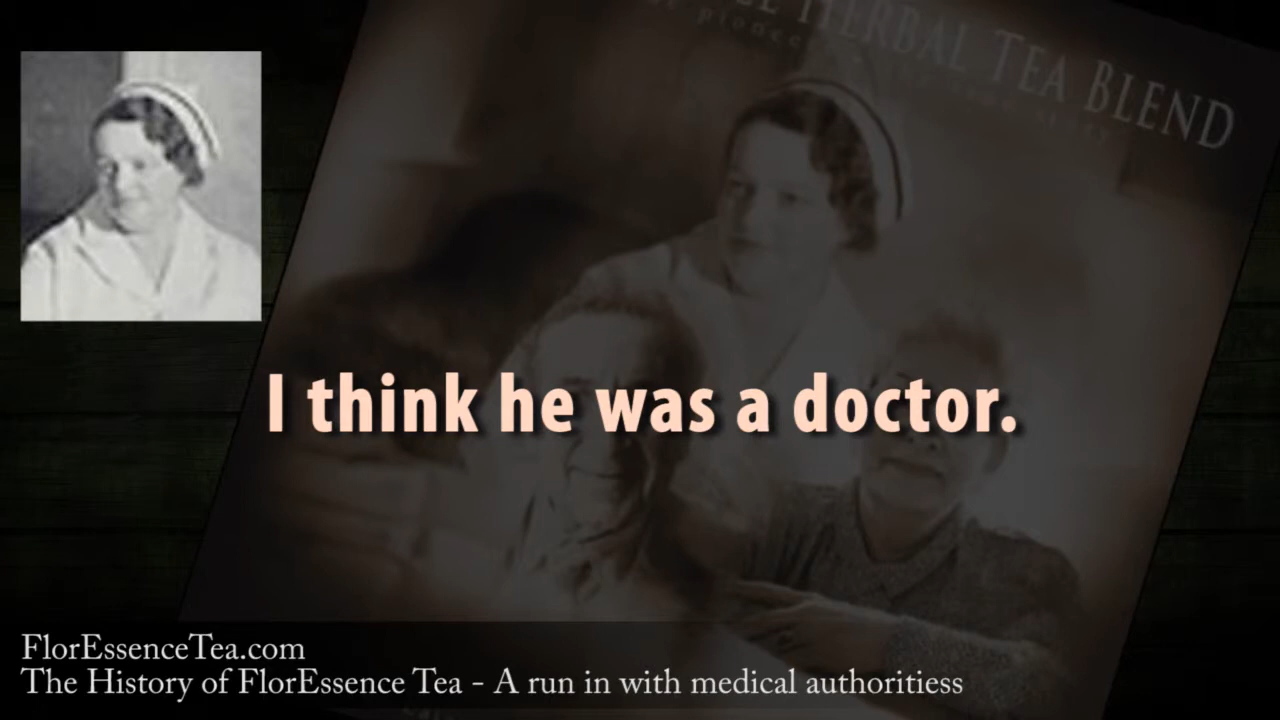 HERBAL TEA BLEND
I think he was a doctor.
FlorEssenceTea.com
The History of FlorEssence Tea - A run in with medical authoritiess